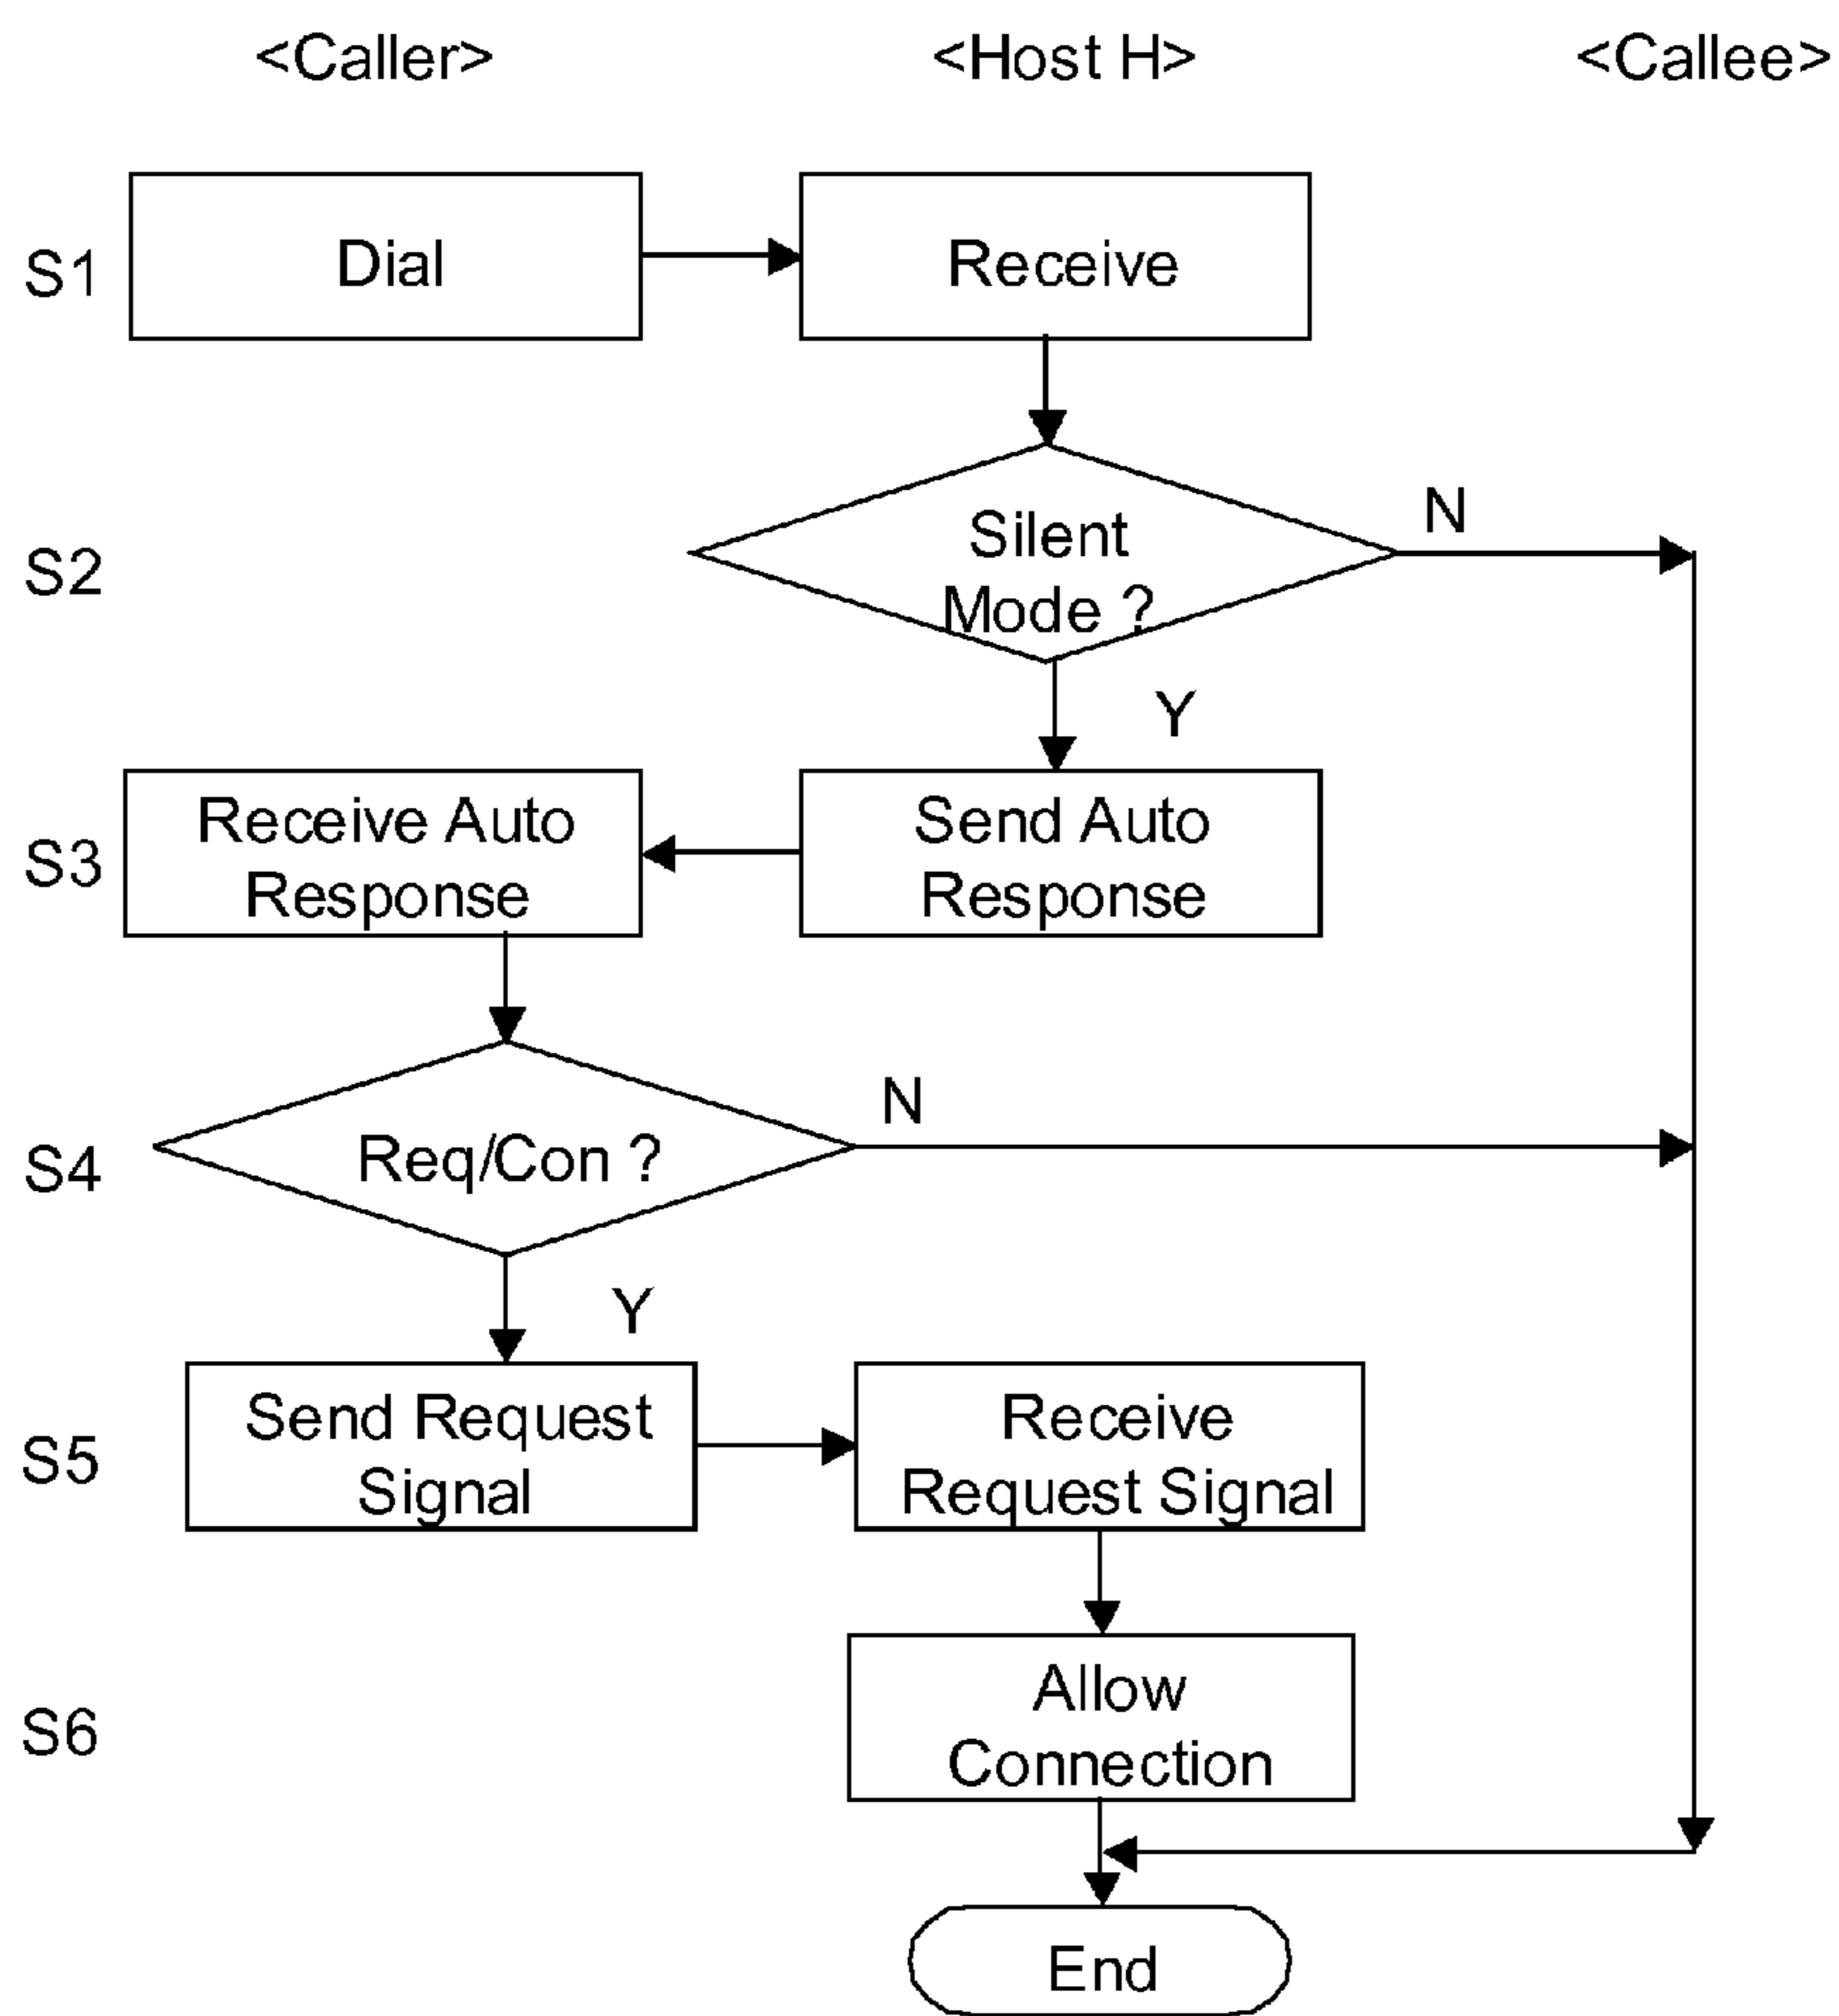 <Caller>
<Host H>
<Callee>
S1
Dial
Receive
S2
Silent
Mode ?
N
Y
S3
Receive Auto
Response
Send Auto
Response
S4
Req/Con ?
N
Y
S5
Send Request
Signal
Receive
Request Signal
S6
Allow
Connection
End